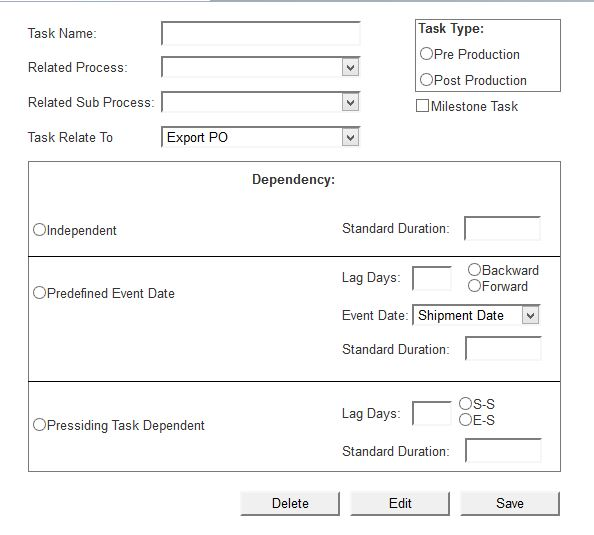 Task Name:
Task Type:
Pre Production
Related Process:
Post Production
Related Sub Process:
Milestone Task
Task Relate To
Export PO
Dependency:
Independent
Standard Duration:
Predefined Event Date
Lag Days:
Backward
Forward
Event Date:
Shipment Date
Standard Duration:
Pressiding Task Dependent
Lag Days:
S-S
E-S
Standard Duration:
Delete
Edit
Save